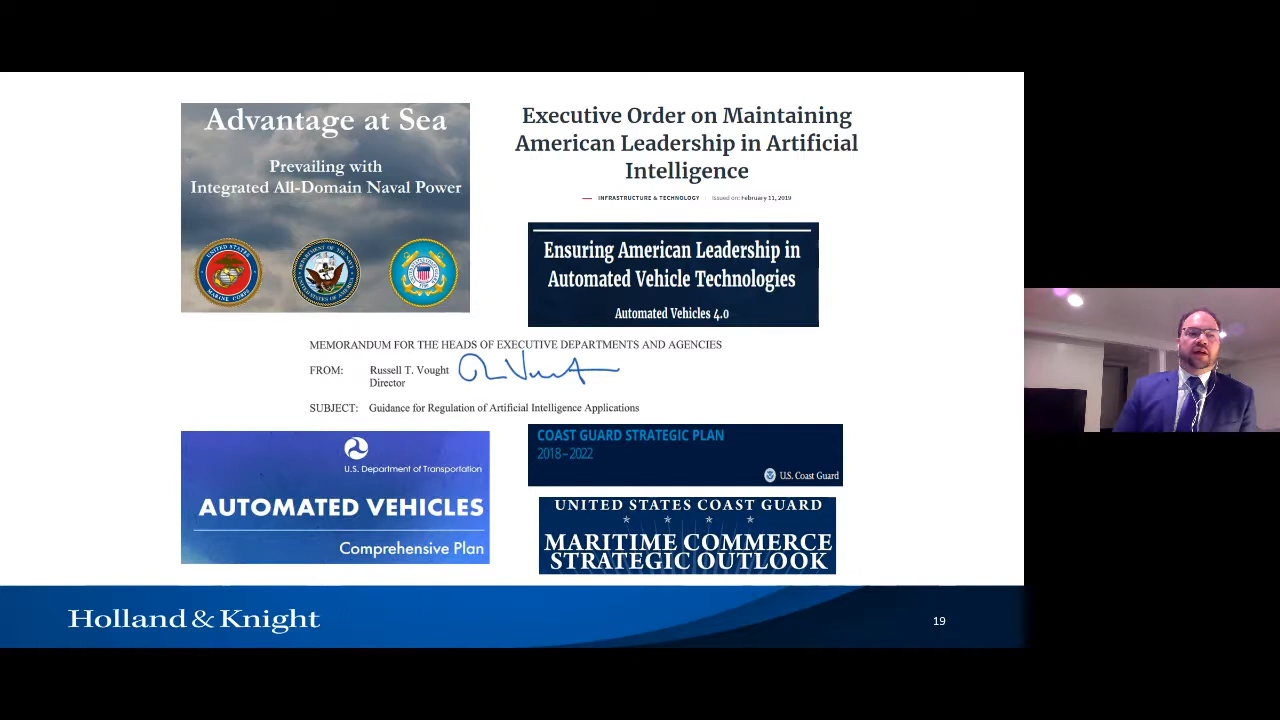 Advantage at Sea
Prevailing with
Integrated All-Domain Naval Power
Executive Order on Maintaining
American Leadership in Artificial
Intelligence
INFRASTRUCTURE & TECHNOLOGY | Issued on: February 11, 2019
Ensuring American Leadership in
Automated Vehicle Technologies
Automated Vehicles 4.0
MEMORANDUM FOR THE HEADS OF EXECUTIVE DEPARTMENTS AND AGENCIES
FROM: Russell T. Vought
Director
SUBJECT: Guidance for Regulation of Artificial Intelligence Applications
U.S. Department of Transportation
AUTOMATED VEHICLES
Comprehensive Plan
COAST GUARD STRATEGIC PLAN
2018–2022
U.S. Coast Guard
UNITED STATES COAST GUARD
MARITIME COMMERCE
STRATEGIC OUTLOOK
Holland & Knight
19